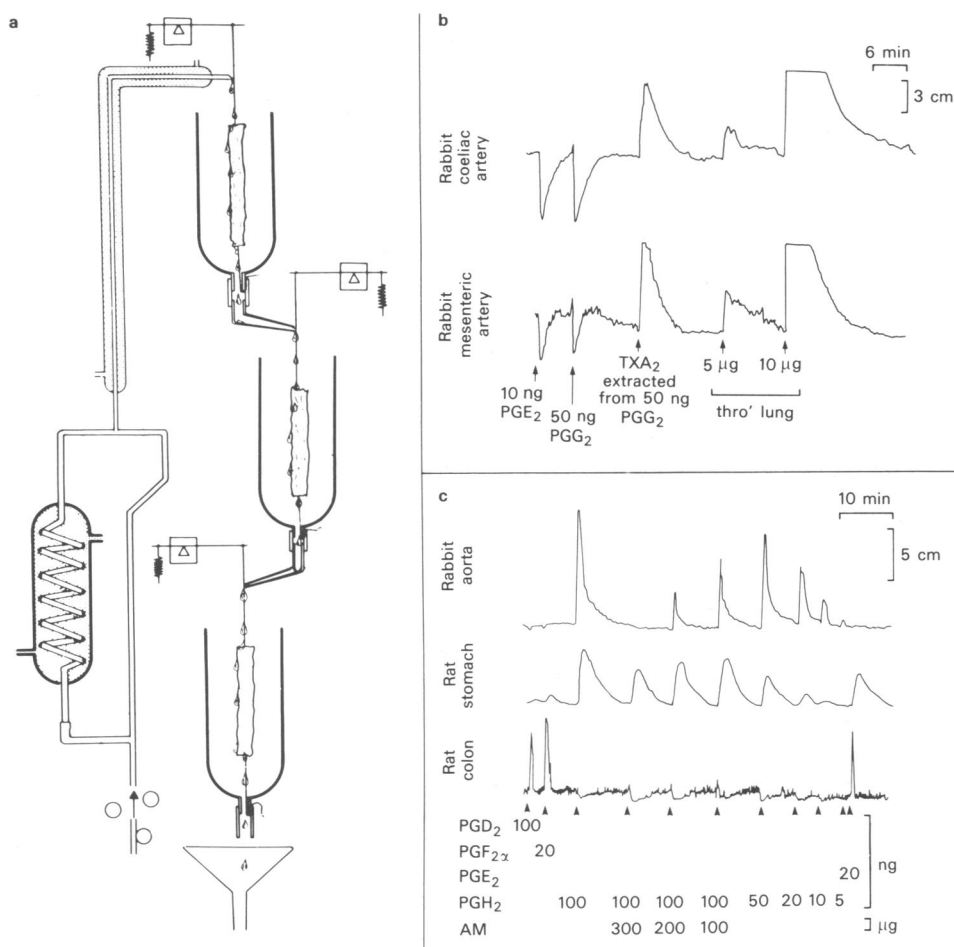 a
b
6 min
3 cm
Rabbit
coeliac
artery
Rabbit
mesenteric
artery
10 ng
PGE₂
50 ng
PGG₂
TXA₂
extracted
from 50 ng
PGG₂
5 μg
10 μg
thro' lung
c
10 min
5 cm
Rabbit
aorta
Rat
stomach
Rat
colon
PGD₂ 100
PGF₂α 20
PGE₂ 20
PGH₂ 100 100 100 100 50 20 10 5
ng
AM 300 200 100
μg